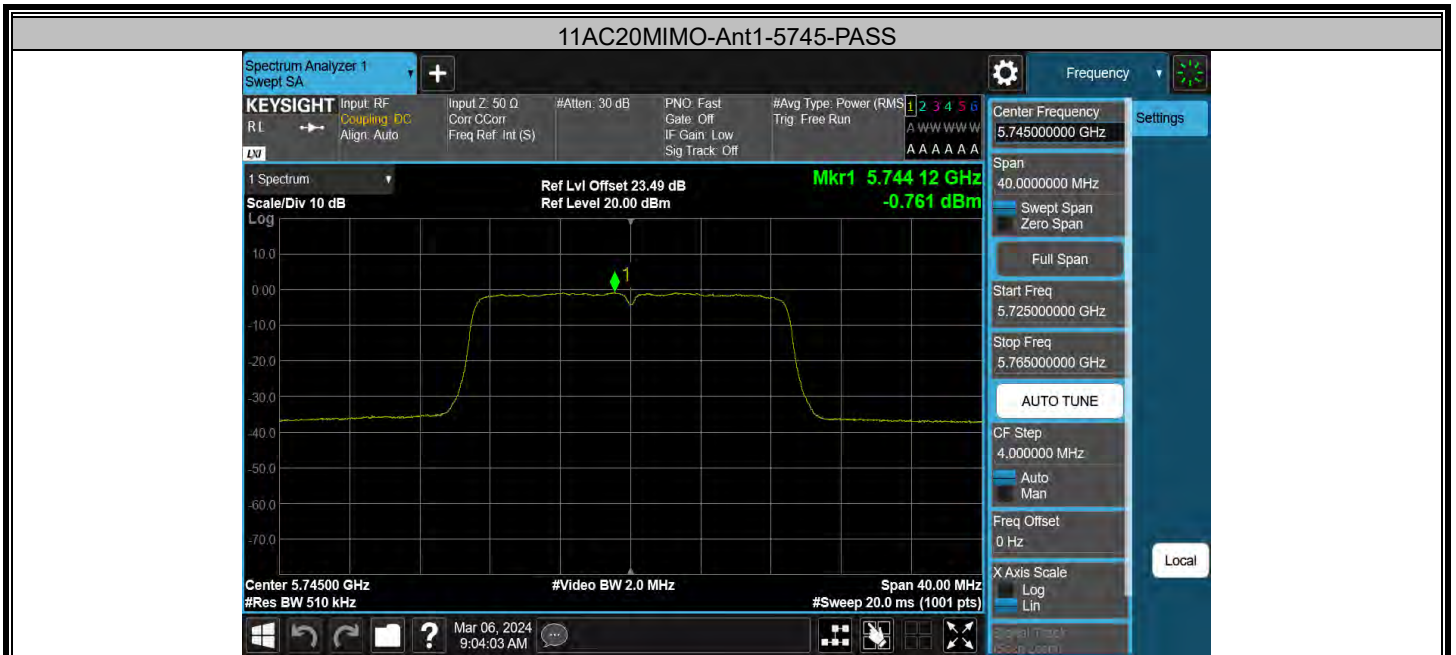 11AC20MIMO-Ant1-5745-PASS
Spectrum Analyzer 1
Swept SA
Frequency
KEYSIGHT
RL
LXI
Input: RF
Coupling: DC
Align: Auto
Input Z: 50 Ω
Corr CCorr
Freq Ref: Int (S)
#Atten: 30 dB
PNO: Fast
Gate: Off
IF Gain: Low
Sig Track: Off
#Avg Type: Power (RMS
Trig: Free Run
1 2 3 4 5 6
A W W W W W
A A A A A A
1 Spectrum
Scale/Div 10 dB
Log
Ref Lvl Offset 23.49 dB
Ref Level 20.00 dBm
Mkr1 5.744 12 GHz
-0.761 dBm
10.0
0.00
-10.0
-20.0
-30.0
-40.0
-50.0
-60.0
-70.0
1
Center 5.74500 GHz
#Res BW 510 kHz
#Video BW 2.0 MHz
Span 40.00 MHz
#Sweep 20.0 ms (1001 pts)
Center Frequency
5.745000000 GHz
Settings
Span
40.0000000 MHz
Swept Span
Zero Span
Full Span
Start Freq
5.725000000 GHz
Stop Freq
5.765000000 GHz
AUTO TUNE
CF Step
4.000000 MHz
Auto
Man
Freq Offset
0 Hz
X Axis Scale
Log
Lin
Local
?
Mar 06, 2024
9:04:03 AM